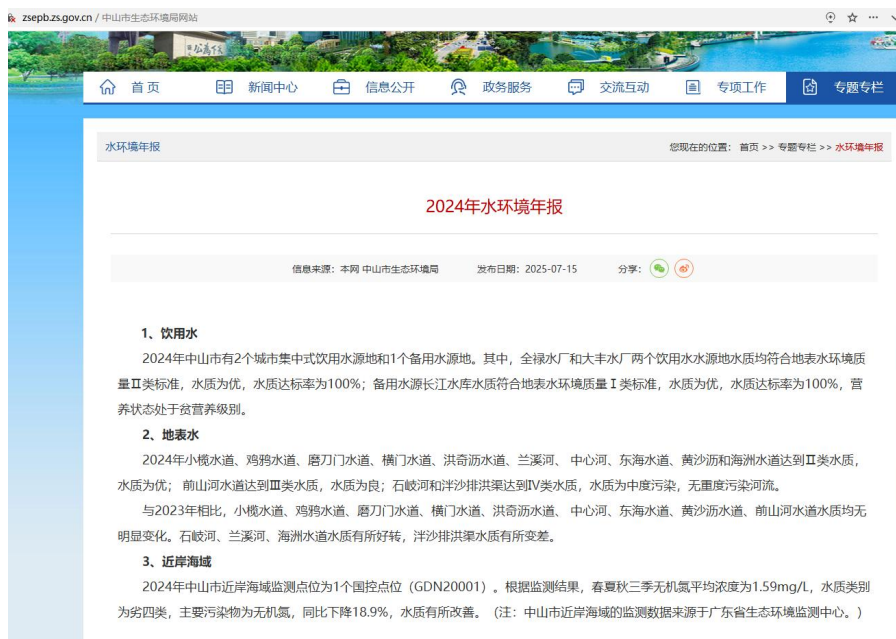 zsepb.zs.gov.cn / 中山市生态环境局网站
首页 新闻中心 信息公开 政务服务 交流互动 专项工作 专题专栏
水环境年报
您现在的位置： 首页 >> 专题专栏 >> 水环境年报
2024年水环境年报
信息来源：本网 中山市生态环境局 发布日期：2025-07-15 分享：
1、饮用水
2024年中山市有2个城市集中式饮用水源地和1个备用水源地。其中，全禄水厂和大丰水厂两个饮用水水源地水质均符合地表水环境质
量Ⅱ类标准，水质为优，水质达标率为100%；备用水源长江水库水质符合地表水环境质量Ⅰ类标准，水质为优，水质达标率为100%，营
养状态处于贫营养级别。
2、地表水
2024年小榄水道、鸡鸦水道、磨刀门水道、横门水道、洪奇沥水道、兰溪河、 中心河、东海水道、黄沙沥和海洲水道达到Ⅱ类水质，
水质为优； 前山河水道达到Ⅲ类水质，水质为良；石岐河和泮沙排洪渠达到Ⅳ类水质，水质为中度污染，无重度污染河流。
与2023年相比，小榄水道、鸡鸦水道、磨刀门水道、横门水道、洪奇沥水道、 中心河、东海水道、黄沙沥水道、前山河水道水质均无
明显变化。石岐河、兰溪河、海洲水道水质有所好转，泮沙排洪渠水质有所变差。
3、近岸海域
2024年中山市近岸海域监测点位为1个国控点位（GDN20001）。根据监测结果，春夏秋三季无机氮平均浓度为1.59mg/L，水质类别
为劣四类，主要污染物为无机氮，同比下降18.9%，水质有所改善。（注：中山市近岸海域的监测数据来源于广东省生态环境监测中心。）